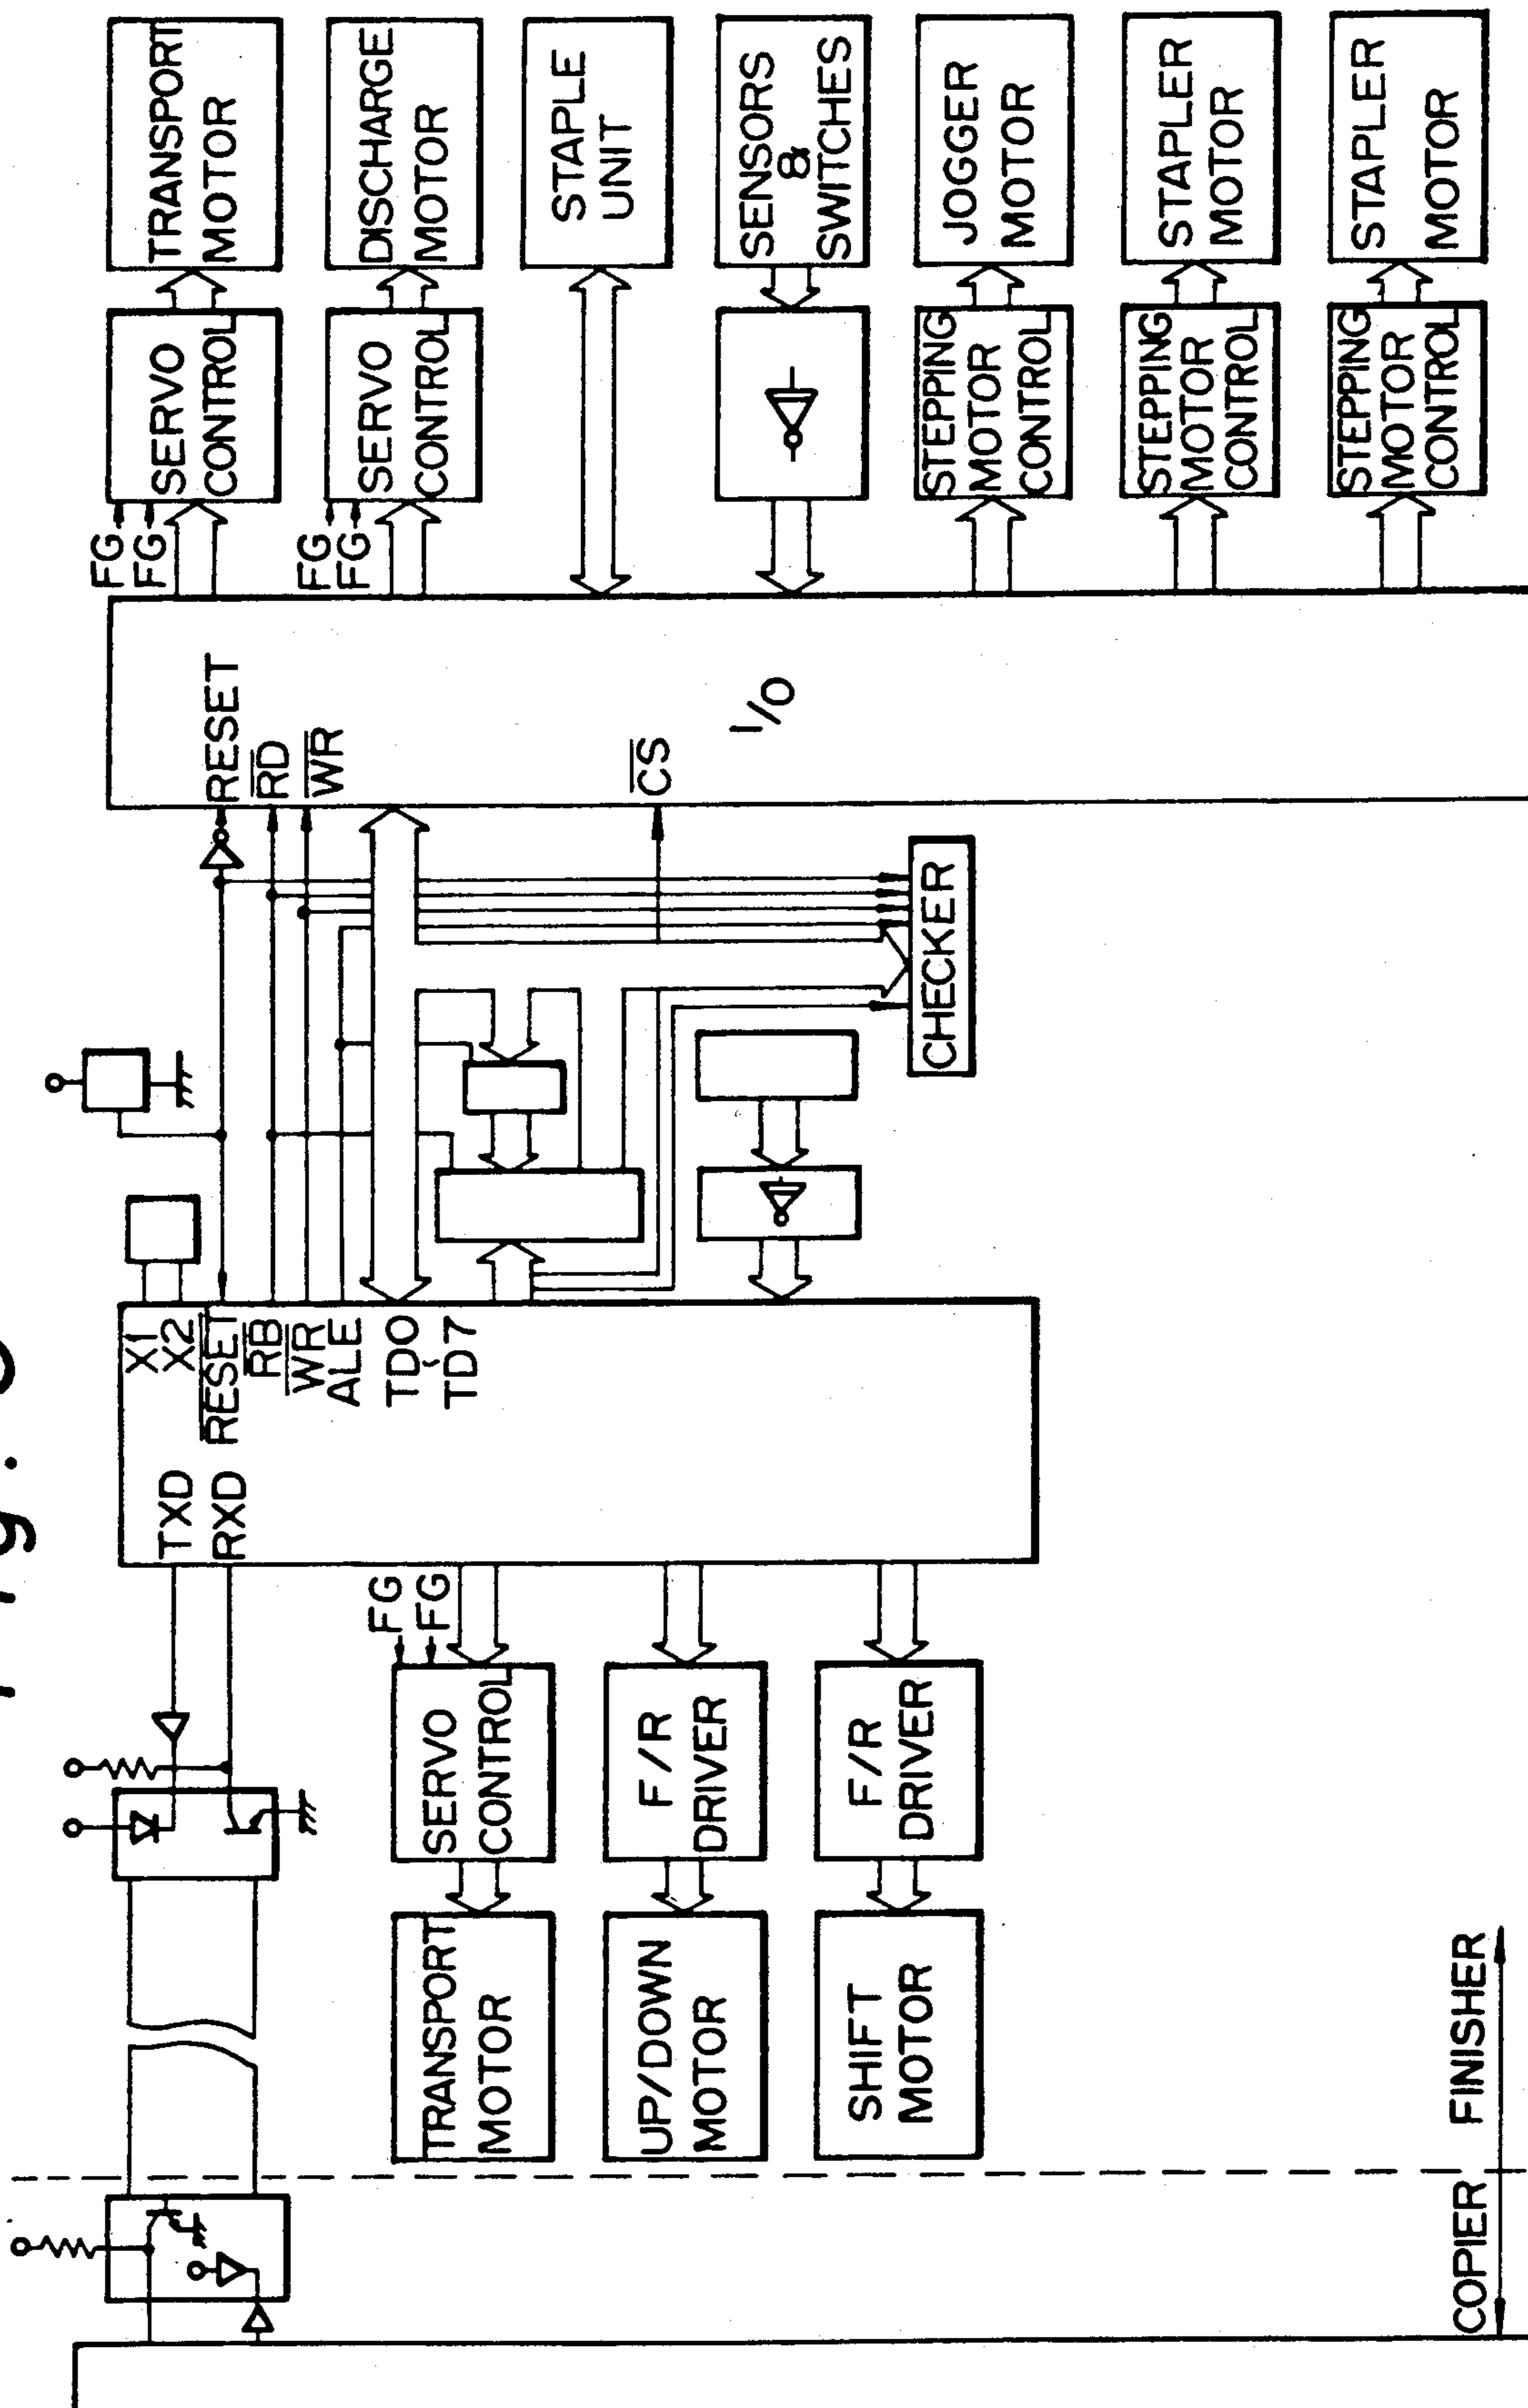 Fig.
TRANSPORT
MOTOR
DISCHARGE
MOTOR
STAPLE
UNIT
SENSORS
&
SWITCHES
JOGGER
MOTOR
STAPLER
MOTOR
STAPLER
MOTOR
SERVO
CONTROL
SERVO
CONTROL
STEPPING
MOTOR
CONTROL
STEPPING
MOTOR
CONTROL
STEPPING
MOTOR
CONTROL
FG
FG
FG
FG
RESET
RD
WR
CS
I/O
CHECKER
X1
X2
RESET
RB
WR
ALE
TD0
~
TD7
TXD
RXD
FG
FG
SERVO
CONTROL
F/R
DRIVER
F/R
DRIVER
TRANSPORT
MOTOR
UP/DOWN
MOTOR
SHIFT
MOTOR
COPIER
FINISHER